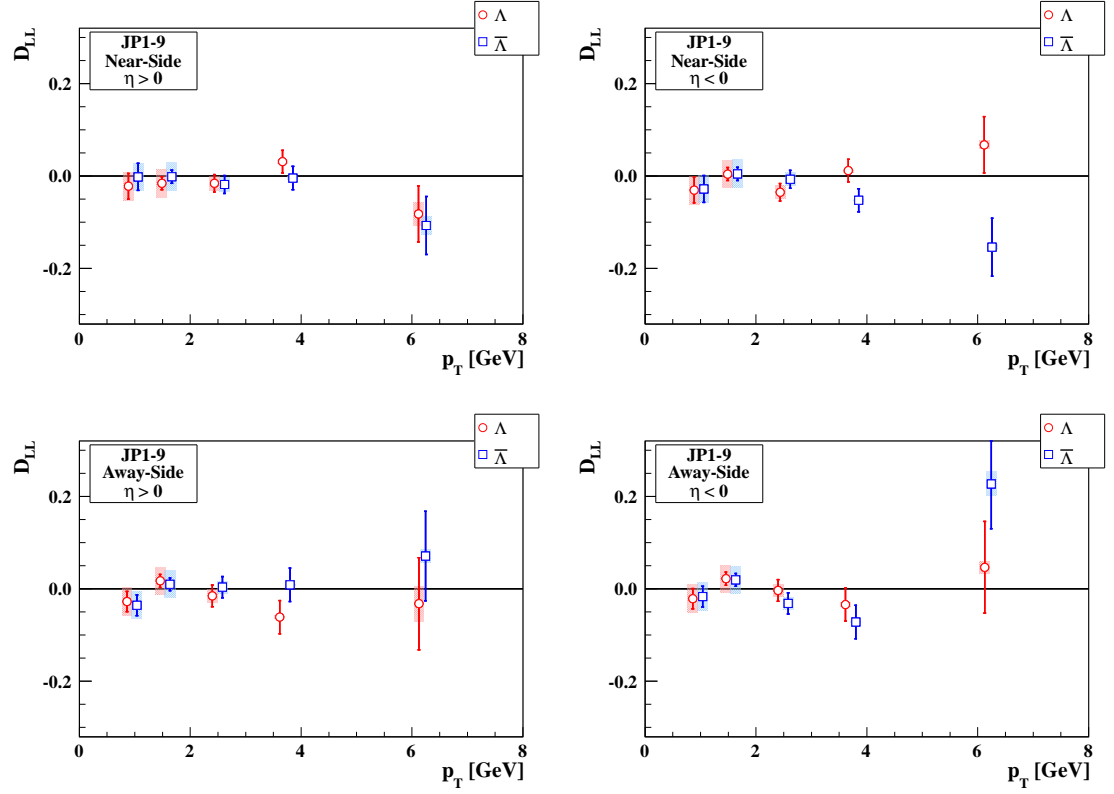 D_LL
JP1-9
Near-Side
η > 0
Λ
Λ̅
0.2
0.0
-0.2
0 2 4 6 8
p_T [GeV]
D_LL
JP1-9
Near-Side
η < 0
Λ
Λ̅
0.2
0.0
-0.2
0 2 4 6 8
p_T [GeV]
D_LL
JP1-9
Away-Side
η > 0
Λ
Λ̅
0.2
0.0
-0.2
0 2 4 6 8
p_T [GeV]
D_LL
JP1-9
Away-Side
η < 0
Λ
Λ̅
0.2
0.0
-0.2
0 2 4 6 8
p_T [GeV]